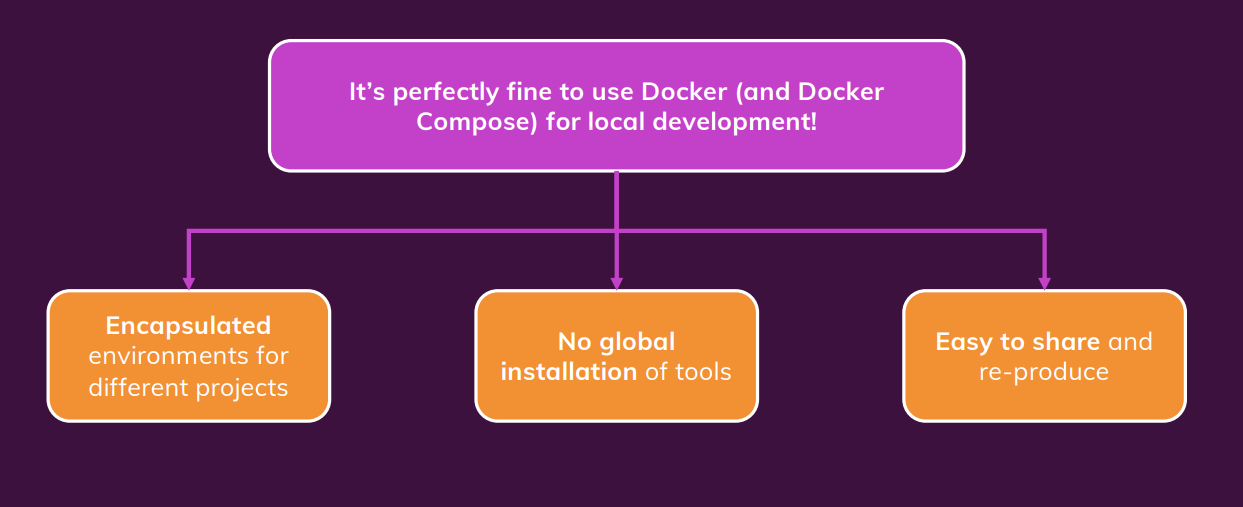 It’s perfectly fine to use Docker (and Docker
Compose) for local development!
Encapsulated
environments for
different projects
No global
installation of tools
Easy to share and
re-produce